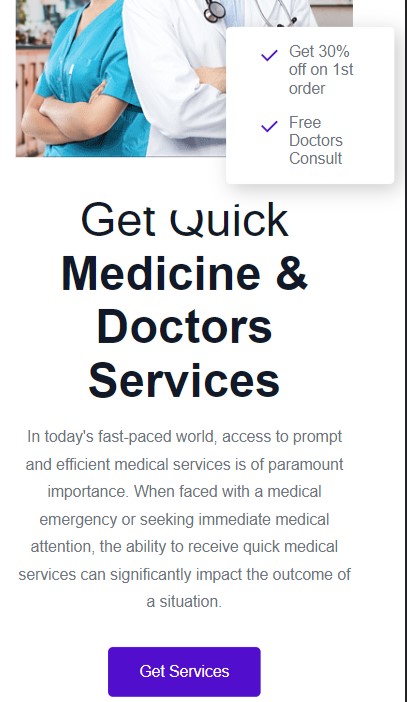 Get 30%
off on 1st
order
Free
Doctors
Consult
Get Quick
Medicine &
Doctors
Services
In today's fast-paced world, access to prompt
and efficient medical services is of paramount
importance. When faced with a medical
emergency or seeking immediate medical
attention, the ability to receive quick medical
services can significantly impact the outcome of
a situation.
Get Services